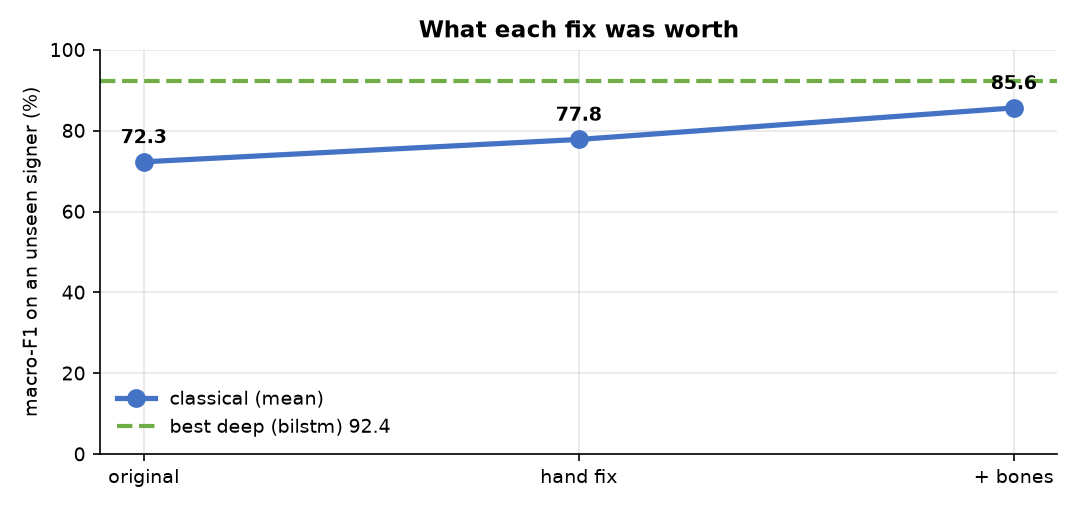 What each fix was worth
macro-F1 on an unseen signer (%)
100
80
60
40
20
0
72.3
77.8
85.6
classical (mean)
best deep (bilstm) 92.4
original
hand fix
+ bones